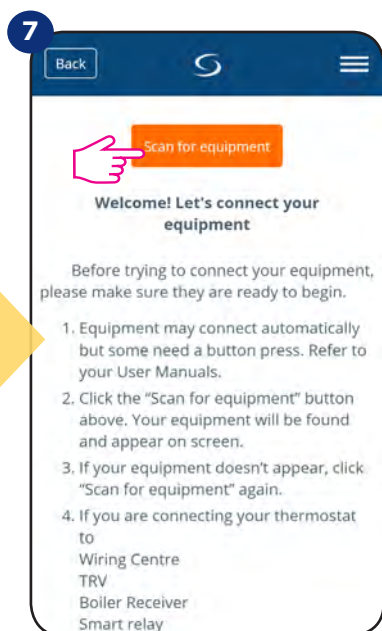 7
Back
Scan for equipment
Welcome! Let's connect your
equipment
Before trying to connect your equipment,
please make sure they are ready to begin.
1. Equipment may connect automatically
but some need a button press. Refer to
your User Manuals.
2. Click the “Scan for equipment” button
above. Your equipment will be found
and appear on screen.
3. If your equipment doesn’t appear, click
“Scan for equipment” again.
4. If you are connecting your thermostat
to
Wiring Centre
TRV
Boiler Receiver
Smart relay